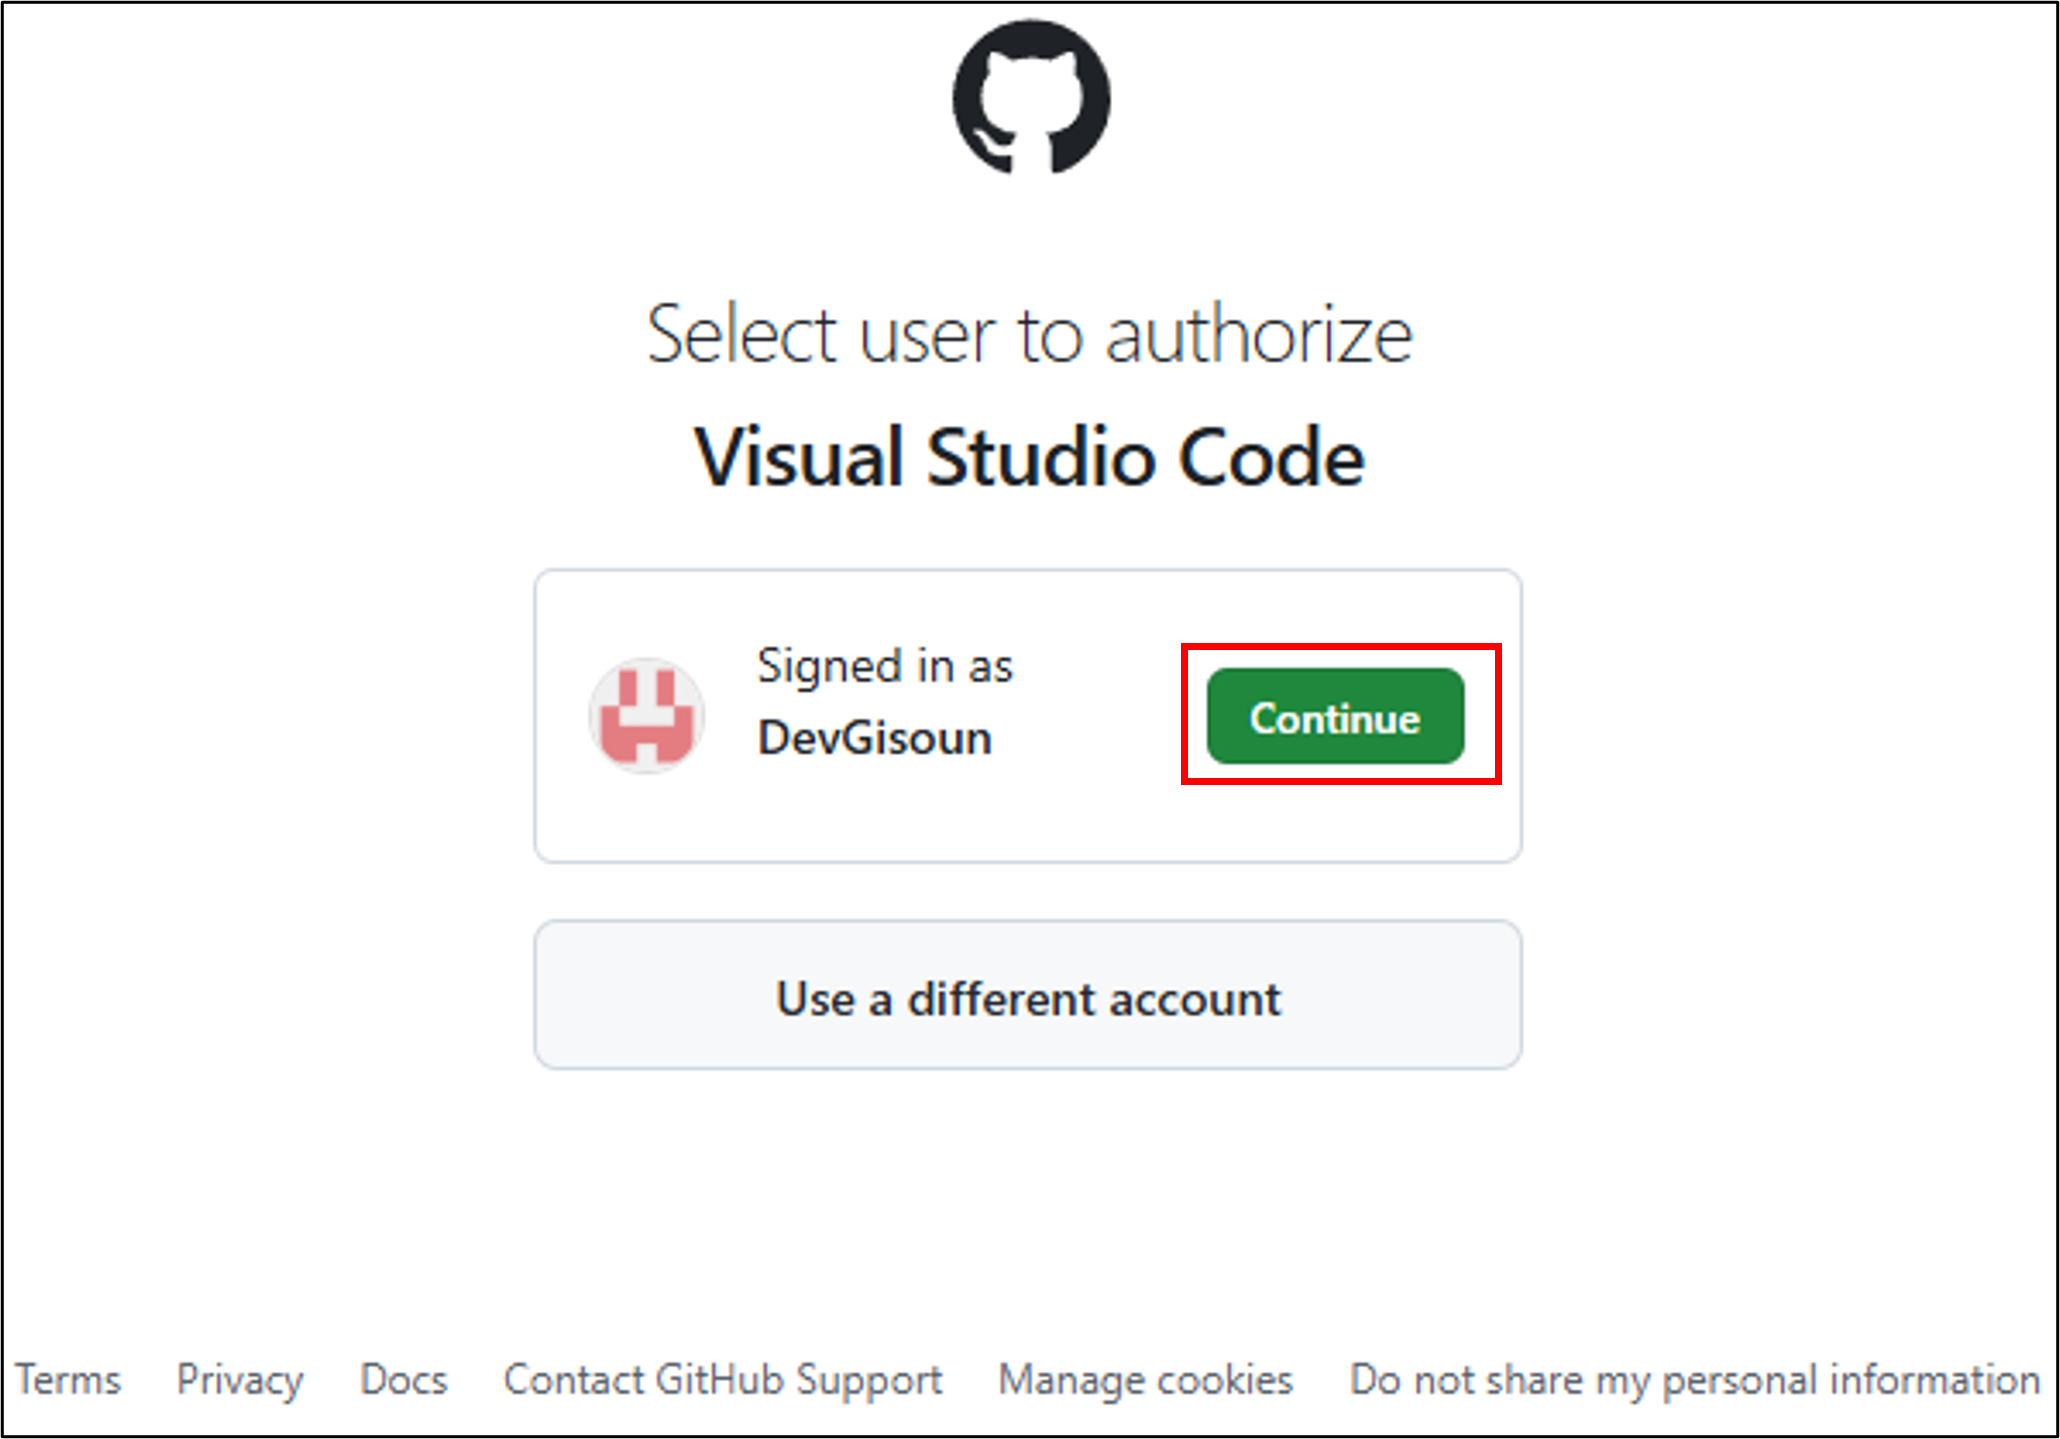 Select user to authorize
Visual Studio Code
Signed in as
DevGisoun
Continue
Use a different account
Terms Privacy Docs Contact GitHub Support Manage cookies Do not share my personal information